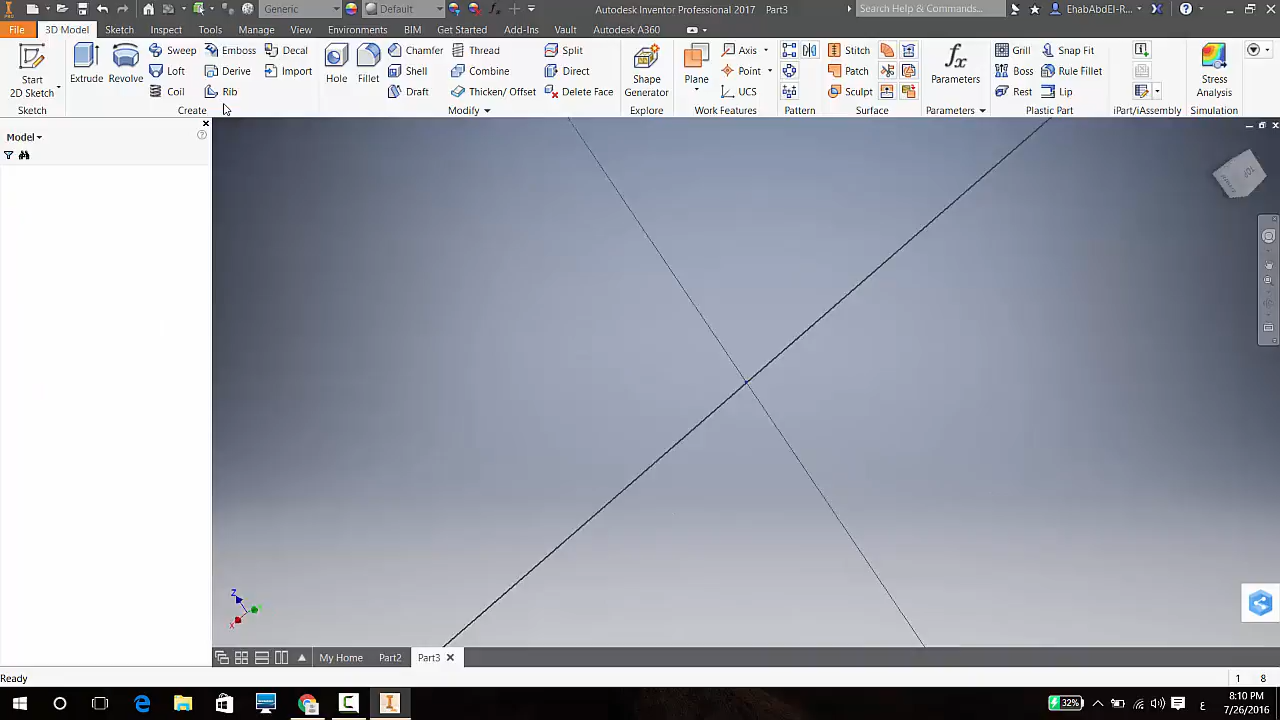 Generic
Default
Autodesk Inventor Professional 2017 Part3
Search Help & Commands...
EhabAbdEl-R...
PRO
File
3D Model
Sketch
Inspect
Tools
Manage
View
Environments
BIM
Get Started
Add-Ins
Vault
Autodesk A360
Start
2D Sketch
Extrude
Revolve
Sweep
Emboss
Decal
Loft
Derive
Import
Coil
Rib
Hole
Fillet
Chamfer
Thread
Split
Shell
Combine
Direct
Draft
Thicken/ Offset
Delete Face
Shape
Generator
Plane
Axis
Point
UCS
Stitch
Patch
Sculpt
fx
Parameters
Grill
Snap Fit
Boss
Rule Fillet
Rest
Lip
Stress
Analysis
Sketch
Create
Modify
Explore
Work Features
Pattern
Surface
Parameters
Plastic Part
iPart/iAssembly
Simulation
Model
TOP
Z
X
My Home
Part2
Part3
Ready
1 8
32%
8:10 PM
7/26/2016